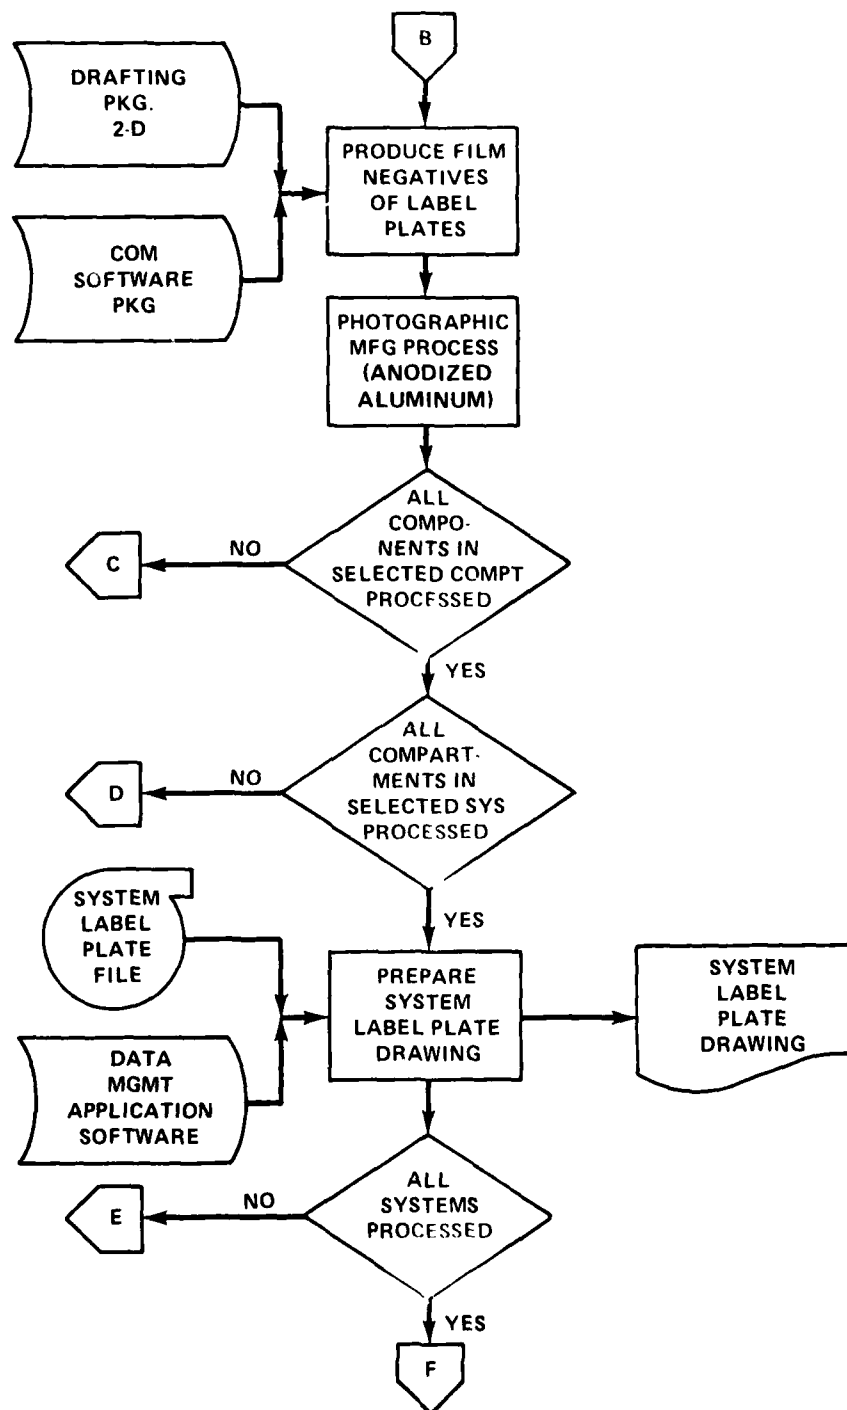 B
DRAFTING
PKG.
2-D
PRODUCE FILM
NEGATIVES
OF LABEL
PLATES
COM
SOFTWARE
PKG
PHOTOGRAPHIC
MFG PROCESS
(ANODIZED
ALUMINUM)
ALL
COMPO-
NENTS IN
SELECTED COMPT
PROCESSED
NO
C
YES
ALL
COMPART-
MENTS IN
SELECTED SYS
PROCESSED
NO
D
YES
SYSTEM
LABEL
PLATE
FILE
PREPARE
SYSTEM
LABEL PLATE
DRAWING
SYSTEM
LABEL
PLATE
DRAWING
DATA
MGMT
APPLICATION
SOFTWARE
ALL
SYSTEMS
PROCESSED
NO
E
YES
F